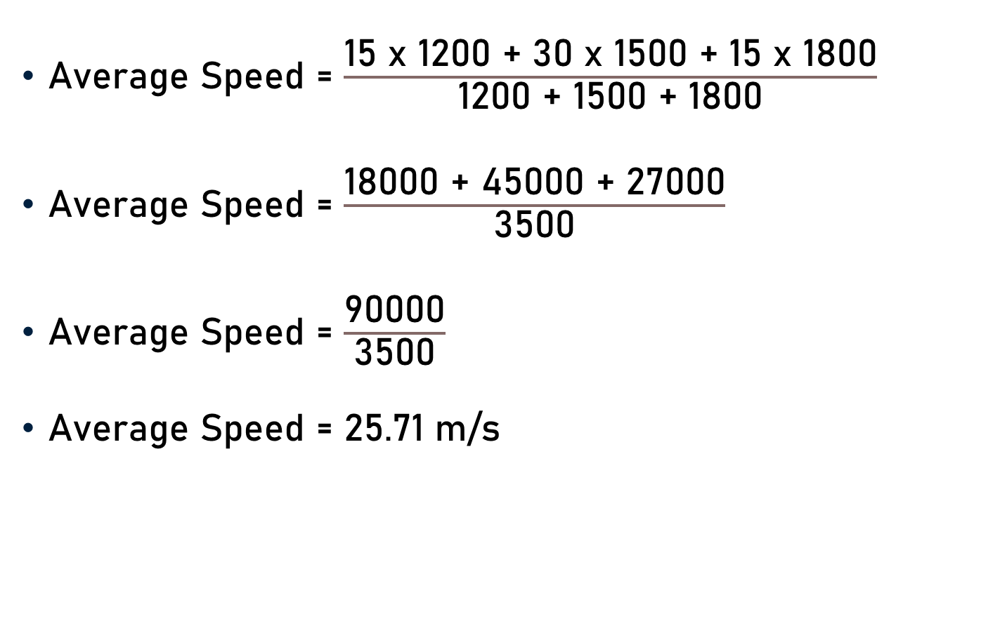 • Average Speed = (15 x 1200 + 30 x 1500 + 15 x 1800) / (1200 + 1500 + 1800)
• Average Speed = (18000 + 45000 + 27000) / 3500
• Average Speed = 90000 / 3500
• Average Speed = 25.71 m/s